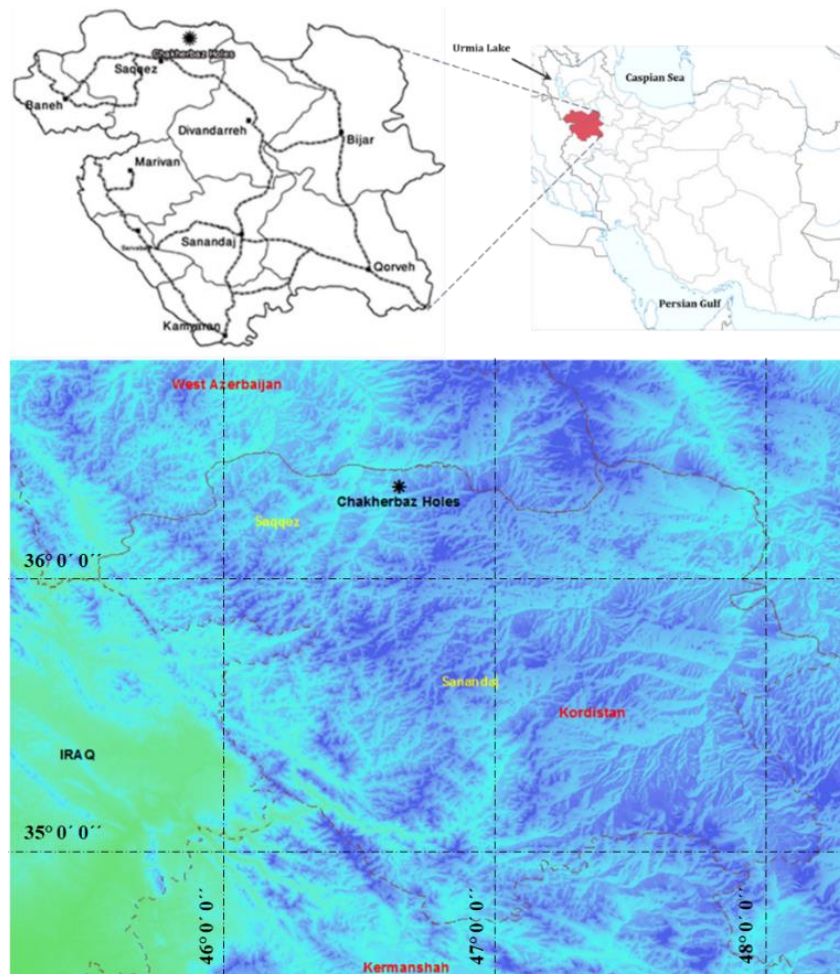 Chakherbaz Holes
Saqqez
Baneh
Divandarreh
Bijar
Marivan
Sanandaj
Qorveh
Kamyaran
Urmia Lake
Caspian Sea
Persian Gulf
West Azerbaijan
Chakherbaz Holes
Saqqez
36° 0´ 0´´
Sanandaj
Kordistan
IRAQ
35° 0´ 0´´
46° 0´ 0´´
47° 0´ 0´´
48° 0´ 0´´
Kermanshah